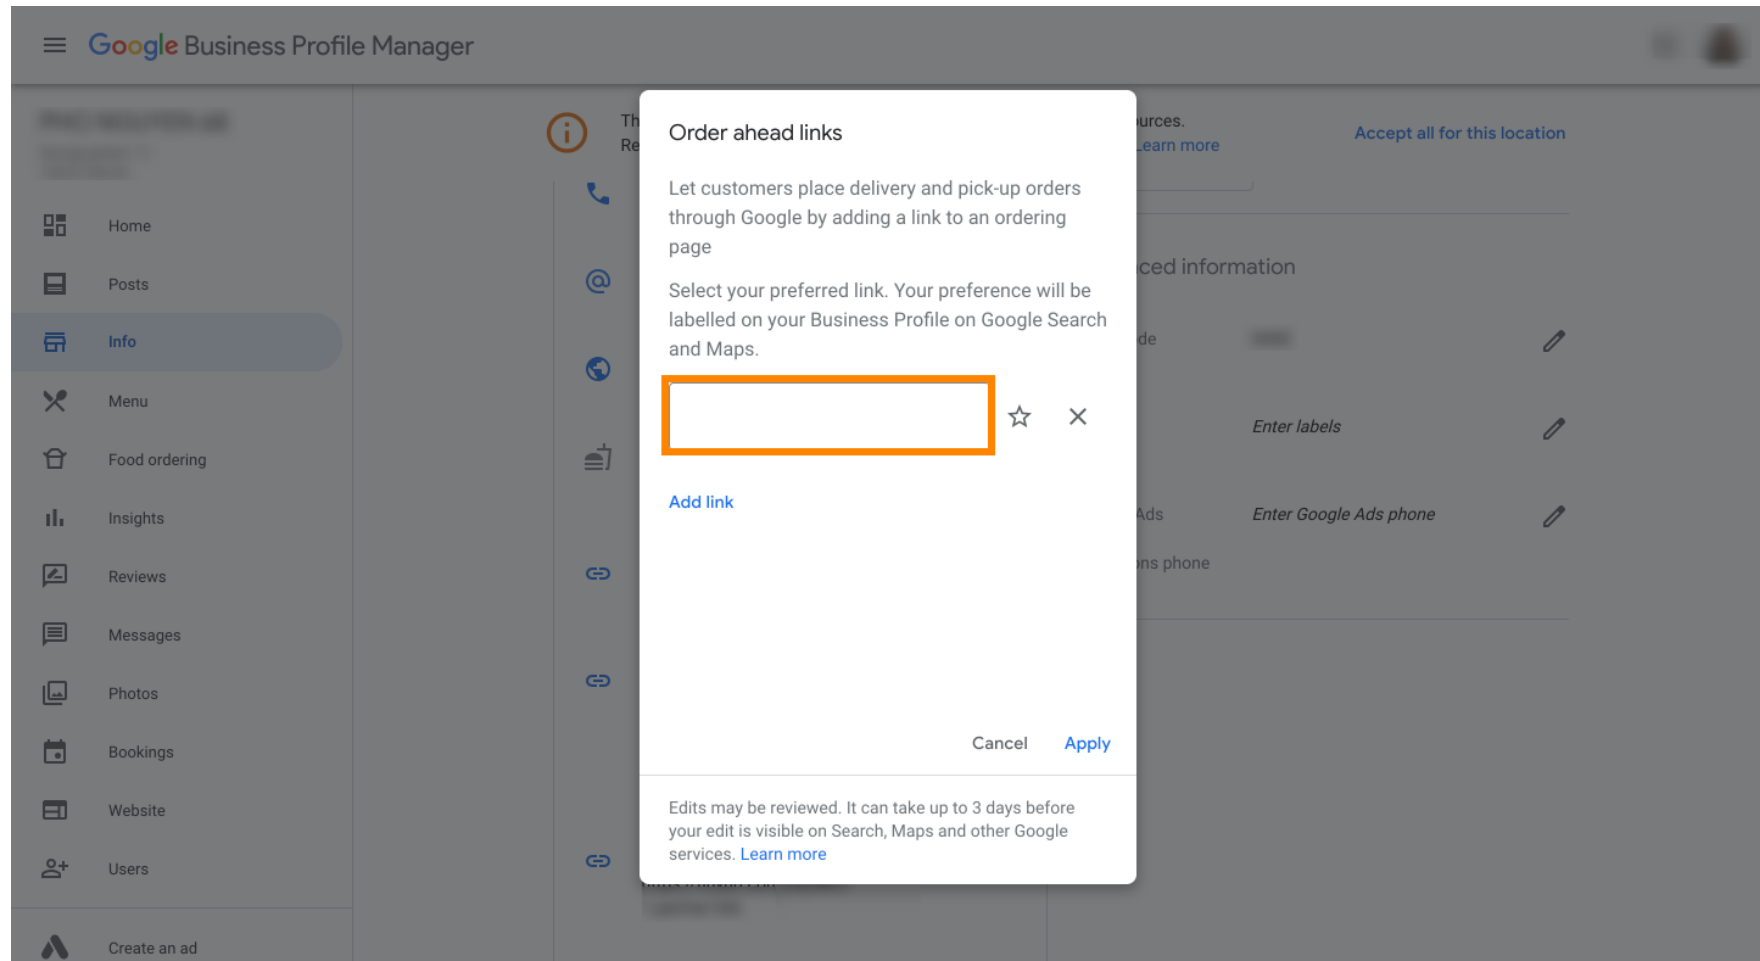 Google Business Profile Manager
Home
Posts
Info
Menu
Food ordering
Insights
Reviews
Messages
Photos
Bookings
Website
Users
Create an ad
Th
Re
urces.
Learn more
Accept all for this location
ced information
de
Enter labels
Ads
Enter Google Ads phone
ons phone
Order ahead links
Let customers place delivery and pick-up orders
through Google by adding a link to an ordering
page
Select your preferred link. Your preference will be
labelled on your Business Profile on Google Search
and Maps.
Add link
Cancel
Apply
Edits may be reviewed. It can take up to 3 days before
your edit is visible on Search, Maps and other Google
services. Learn more